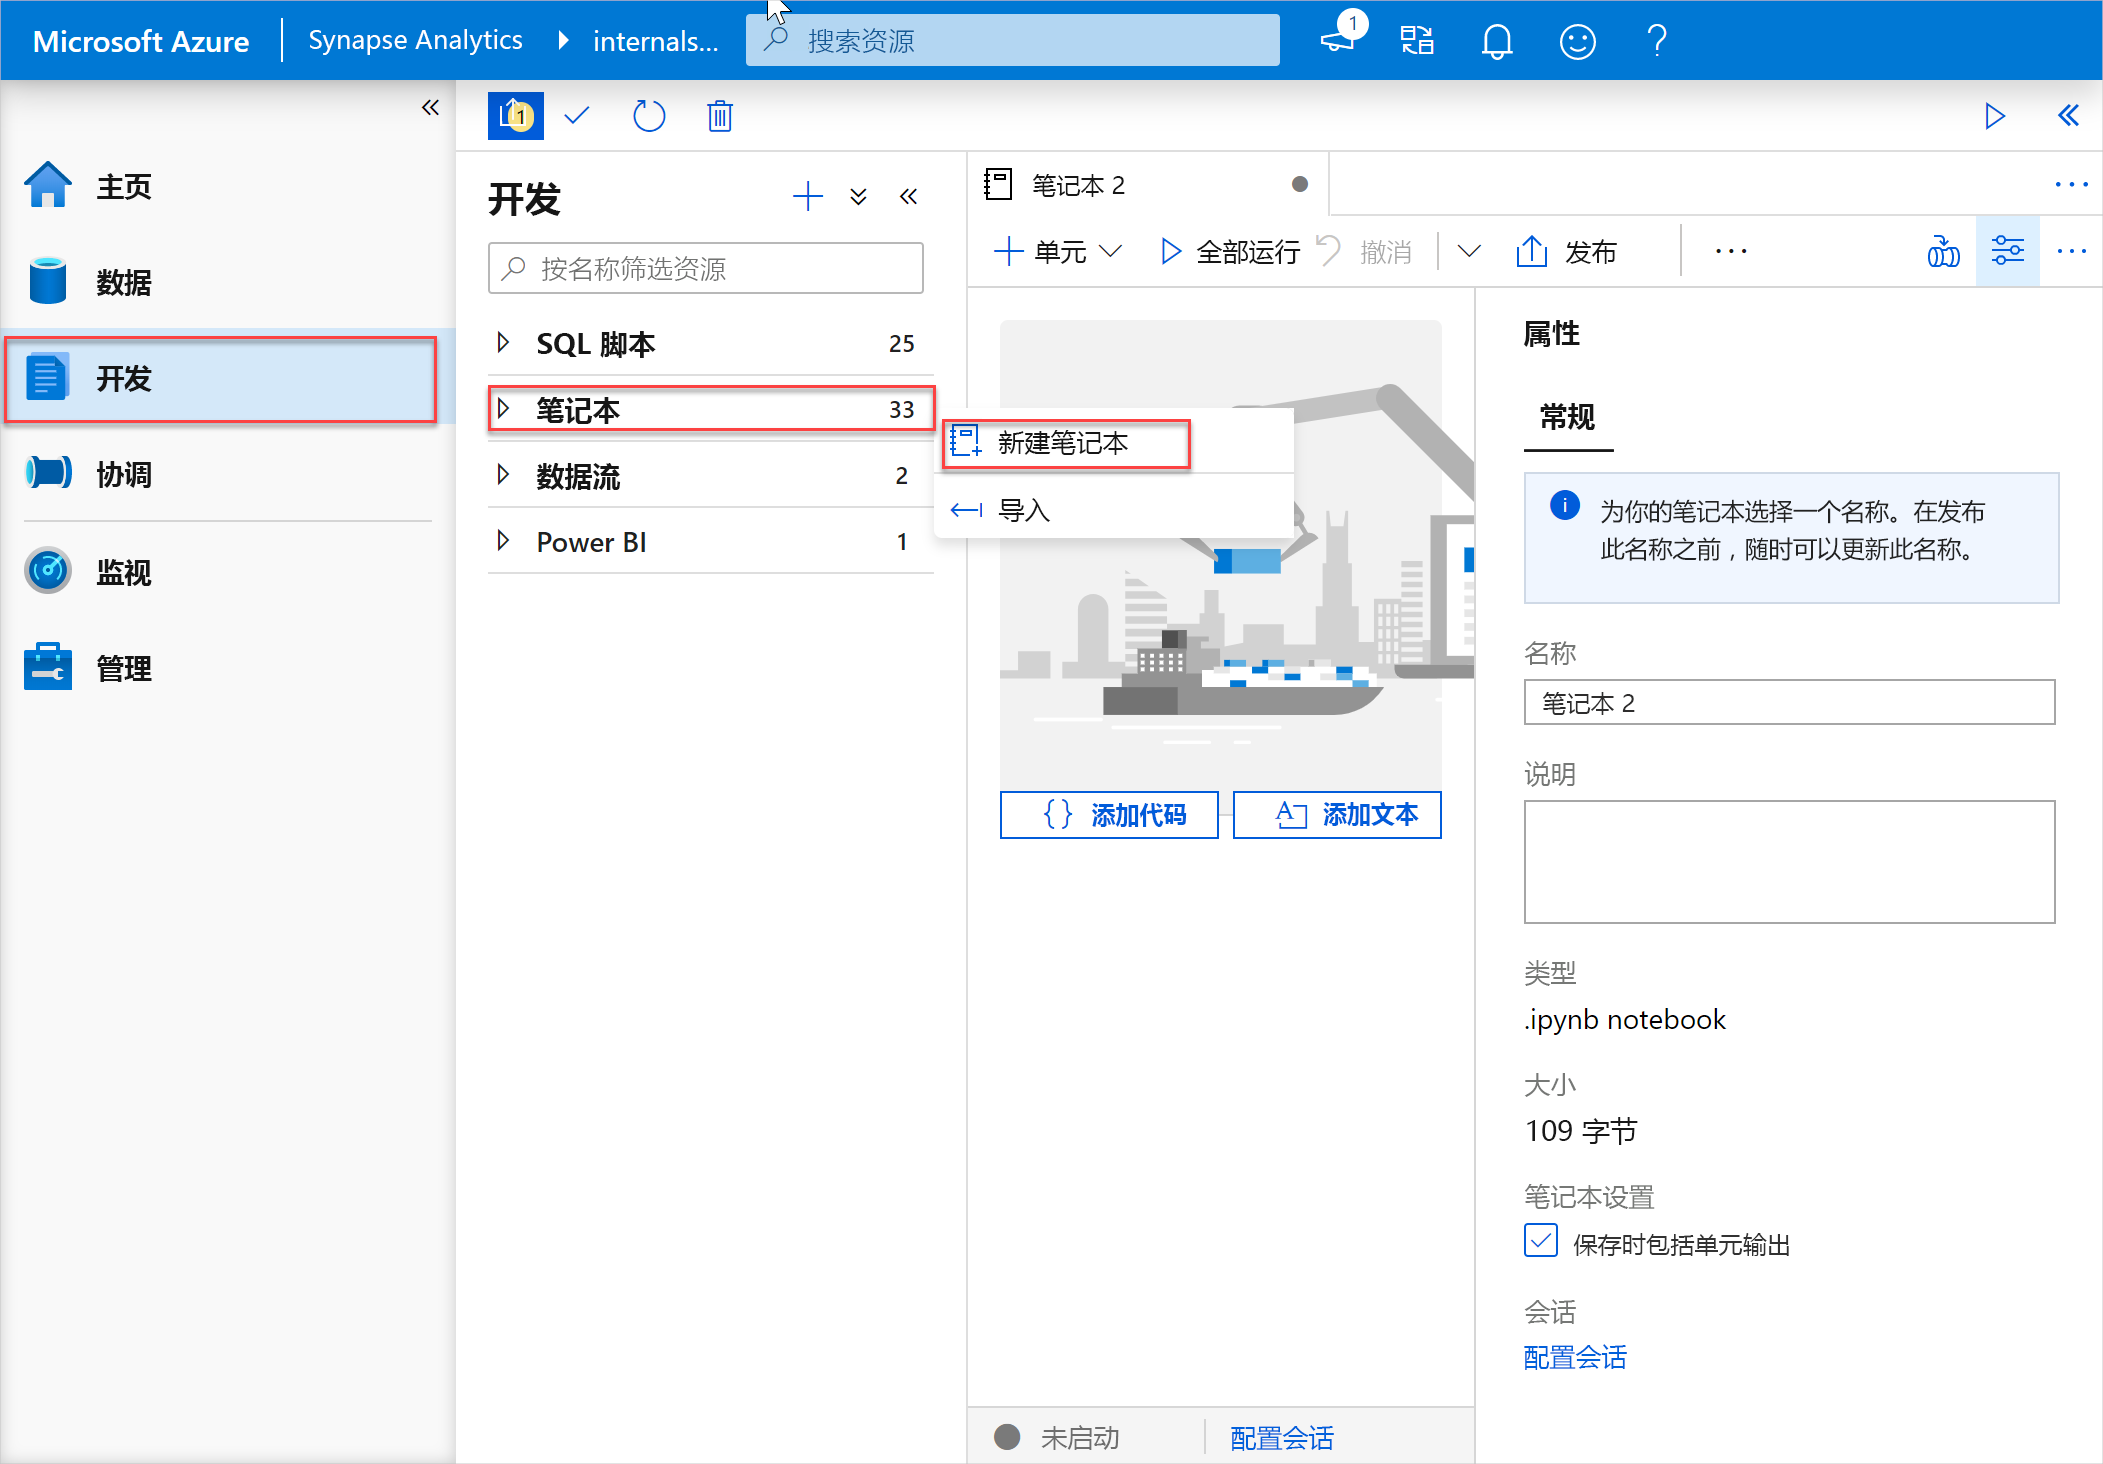 Microsoft Azure
Synapse Analytics
internals...
搜索资源
1
1
主页
数据
开发
协调
监视
管理
开发
按名称筛选资源
SQL 脚本 25
笔记本 33
数据流 2
Power BI 1
新建笔记本
导入
笔记本 2
单元
全部运行
撤消
发布
添加代码
添加文本
未启动
配置会话
属性
常规
为你的笔记本选择一个名称。在发布
此名称之前，随时可以更新此名称。
名称
笔记本 2
说明
类型
.ipynb notebook
大小
109 字节
笔记本设置
保存时包括单元输出
会话
配置会话